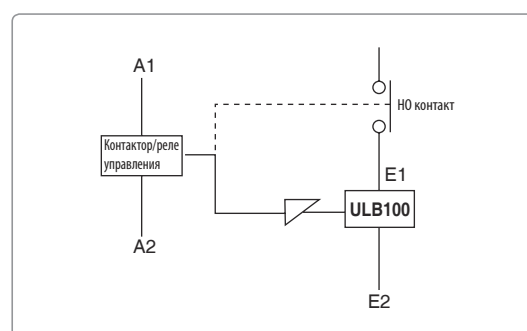 A1
НО контакт
Контактор/реле
управления
E1
ULB100
A2
E2